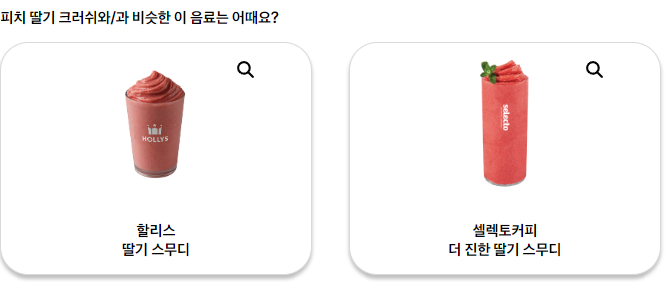 피치 딸기 크러쉬와/과 비슷한 이 음료는 어때요?
HOLLYS
selecto
할리스
딸기 스무디
셀렉토커피
더 진한 딸기 스무디